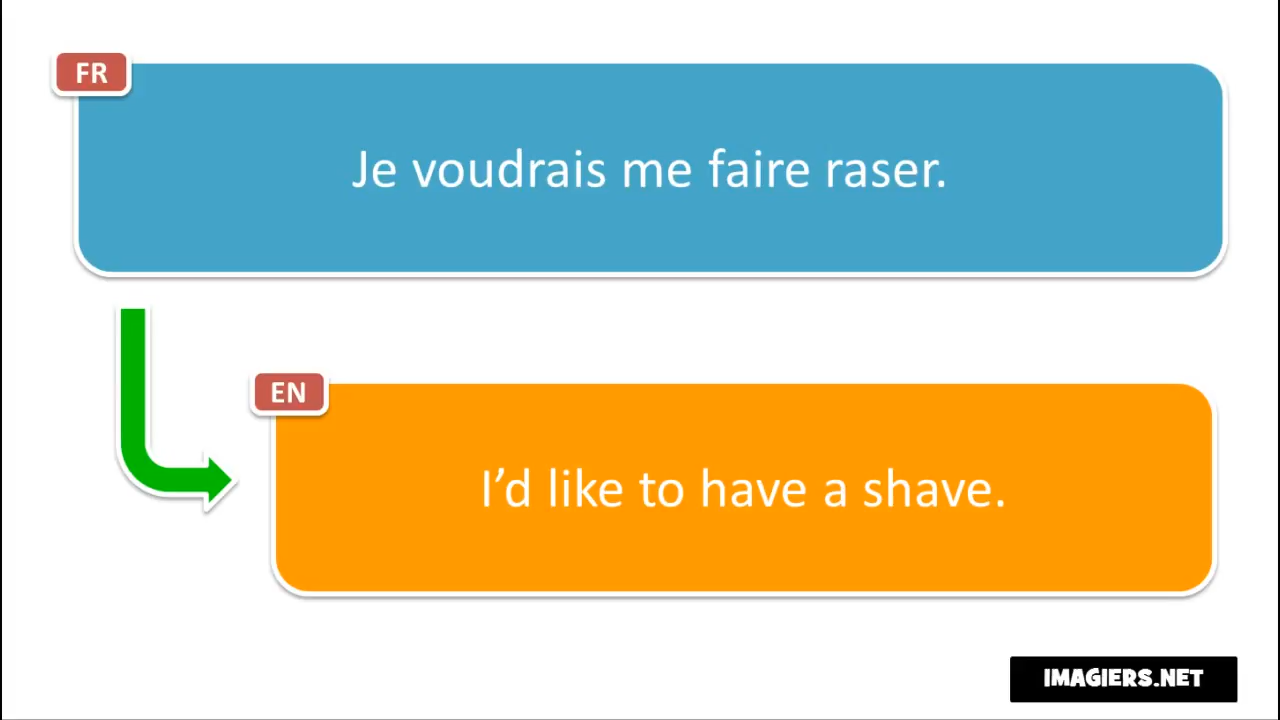 FR
Je voudrais me faire raser.
EN
I’d like to have a shave.
IMAGIERS.NET